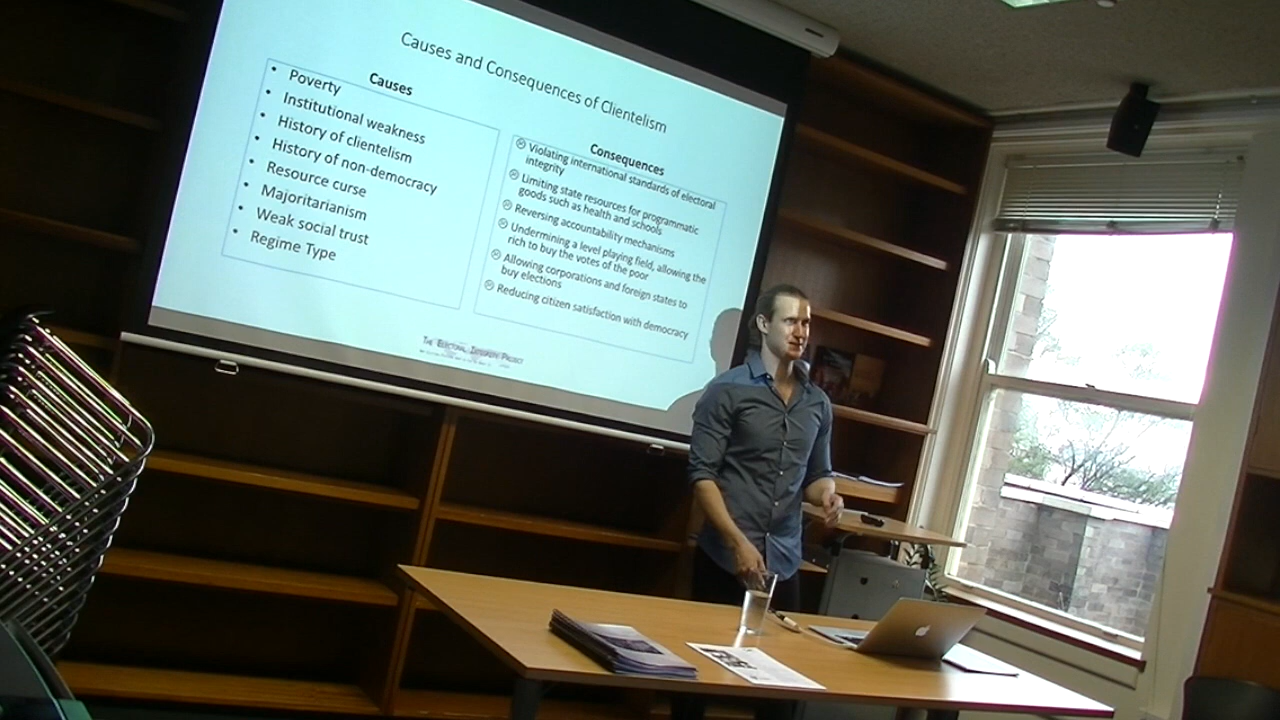 Causes and Consequences of Clientelism
Causes
• Poverty
• Institutional weakness
• History of clientelism
• History of non-democracy
• Resource curse
• Majoritarianism
• Weak social trust
• Regime Type
Consequences
☹ Violating international standards of electoral
integrity
☹ Limiting state resources for programmatic
goods such as health and schools
☹ Reversing accountability mechanisms
☹ Undermining a level playing field, allowing the
rich to buy the votes of the poor
☹ Allowing corporations and foreign states to
buy elections
☹ Reducing citizen satisfaction with democracy
The Electoral Integrity Project